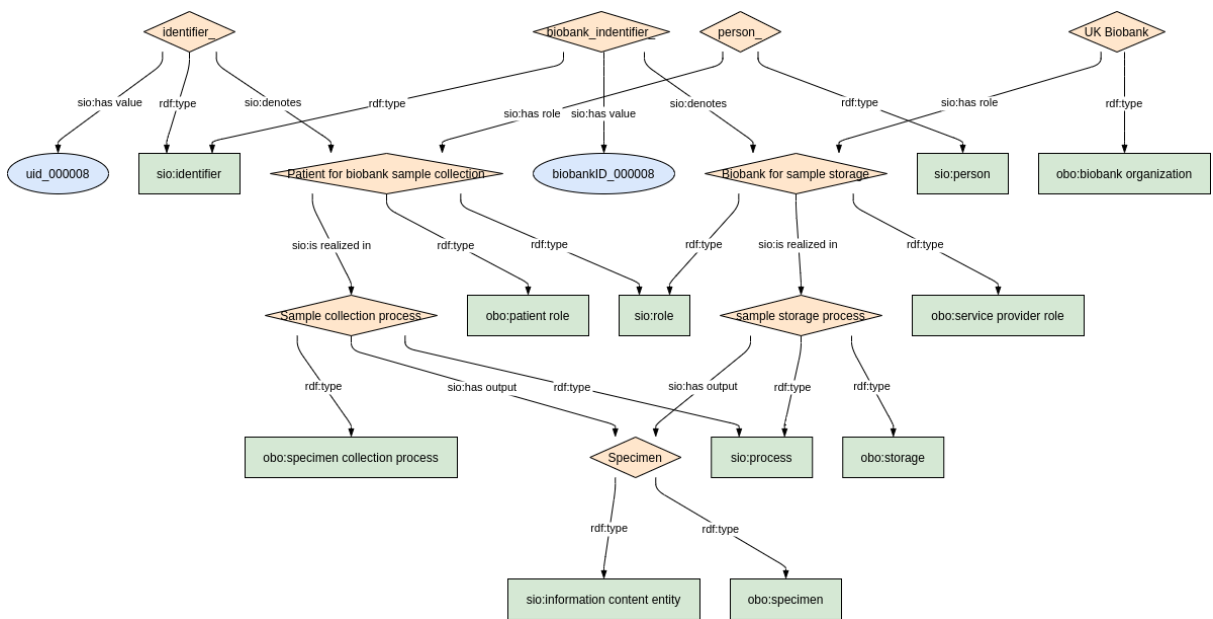 identifier_
biobank_indentifier_
person_
UK Biobank
sio:has value
rdf:type
sio:denotes
rdf:type
sio:has role
sio:has value
sio:denotes
rdf:type
sio:has role
rdf:type
uid_000008
sio:identifier
Patient for biobank sample collection
biobankID_000008
Biobank for sample storage
sio:person
obo:biobank organization
sio:is realized in
rdf:type
rdf:type
rdf:type
sio:is realized in
rdf:type
Sample collection process
obo:patient role
sio:role
sample storage process
obo:service provider role
rdf:type
sio:has output
rdf:type
sio:has output
rdf:type
rdf:type
obo:specimen collection process
Specimen
sio:process
obo:storage
rdf:type
rdf:type
sio:information content entity
obo:specimen